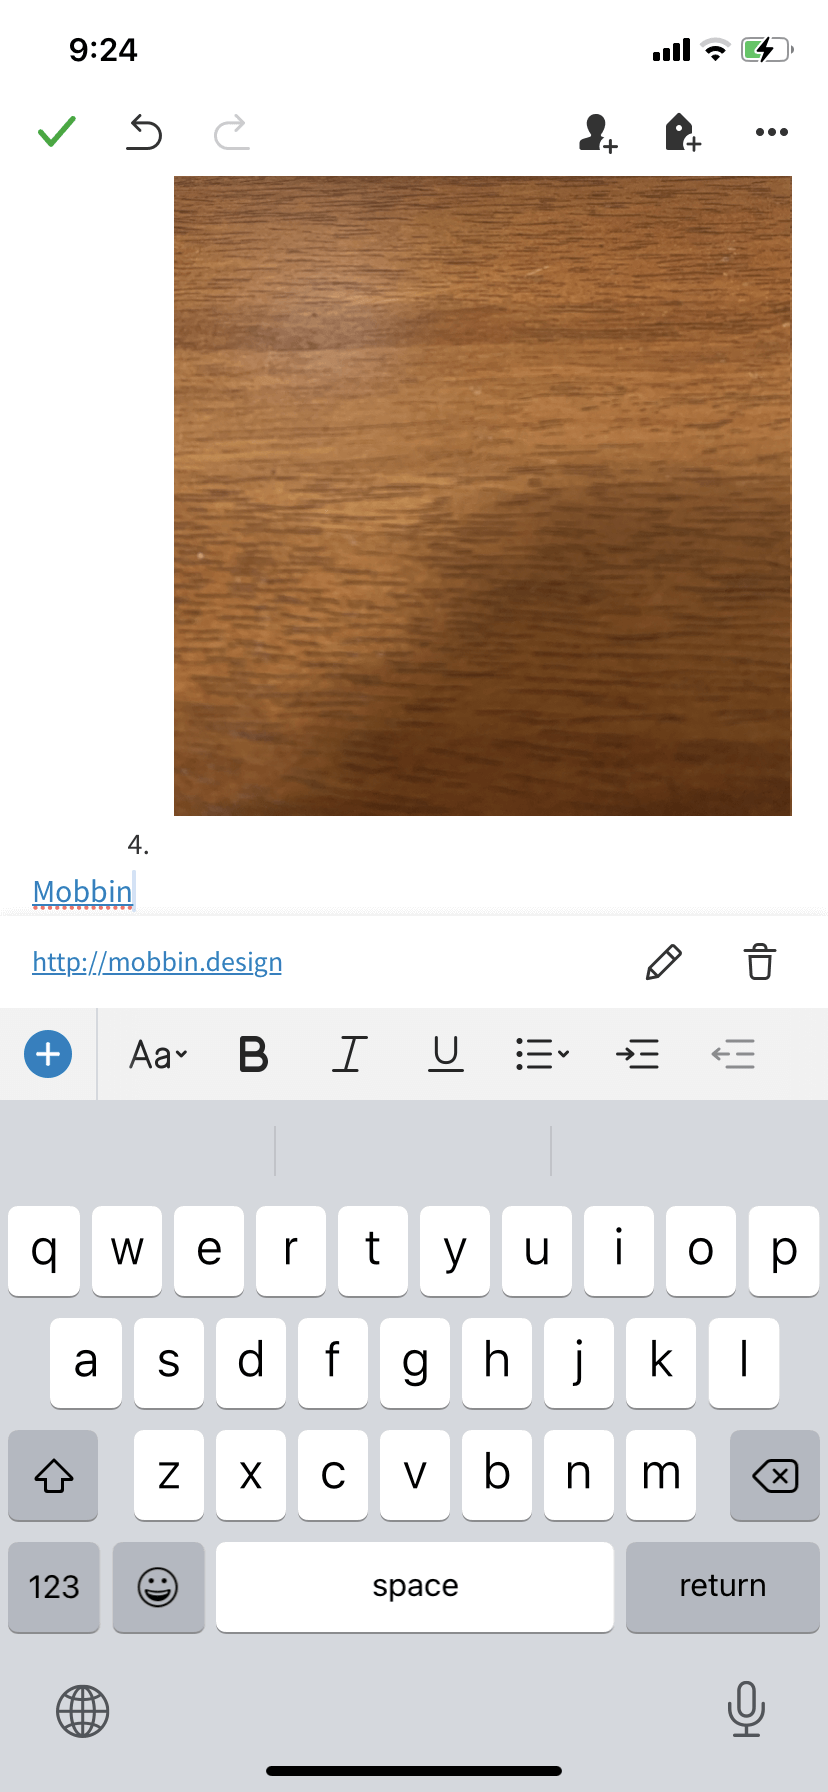 9:24
4.
Mobbin
http://mobbin.design
Aa B I U
q w e r t y u i o p
a s d f g h j k l
z x c v b n m
123 space return